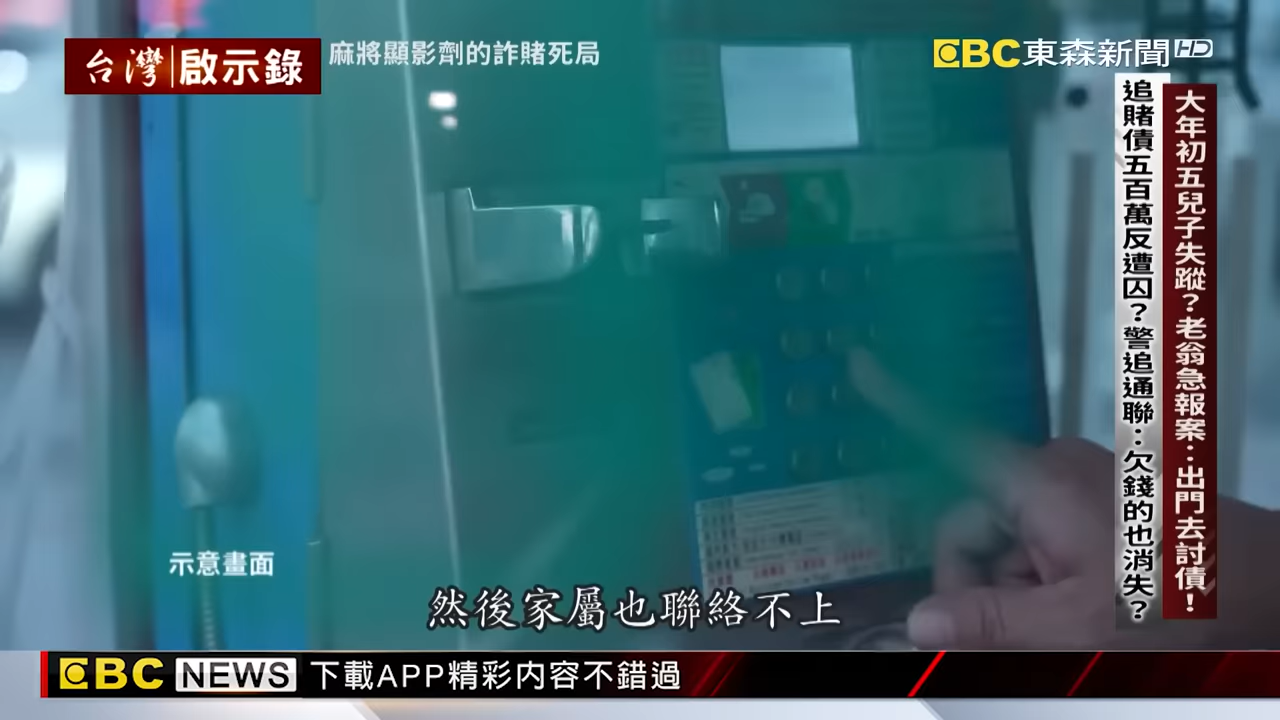 台灣啟示錄
麻將顯影劑的詐賭死局
EBC東森新聞HD
大年初五兒子失蹤？老翁急報案：出門去討債！
追賭債五百萬反遭囚？警追通聯：欠錢的也消失？
示意畫面
然後家屬也聯絡不上
EBC NEWS 下載APP精彩內容不錯過